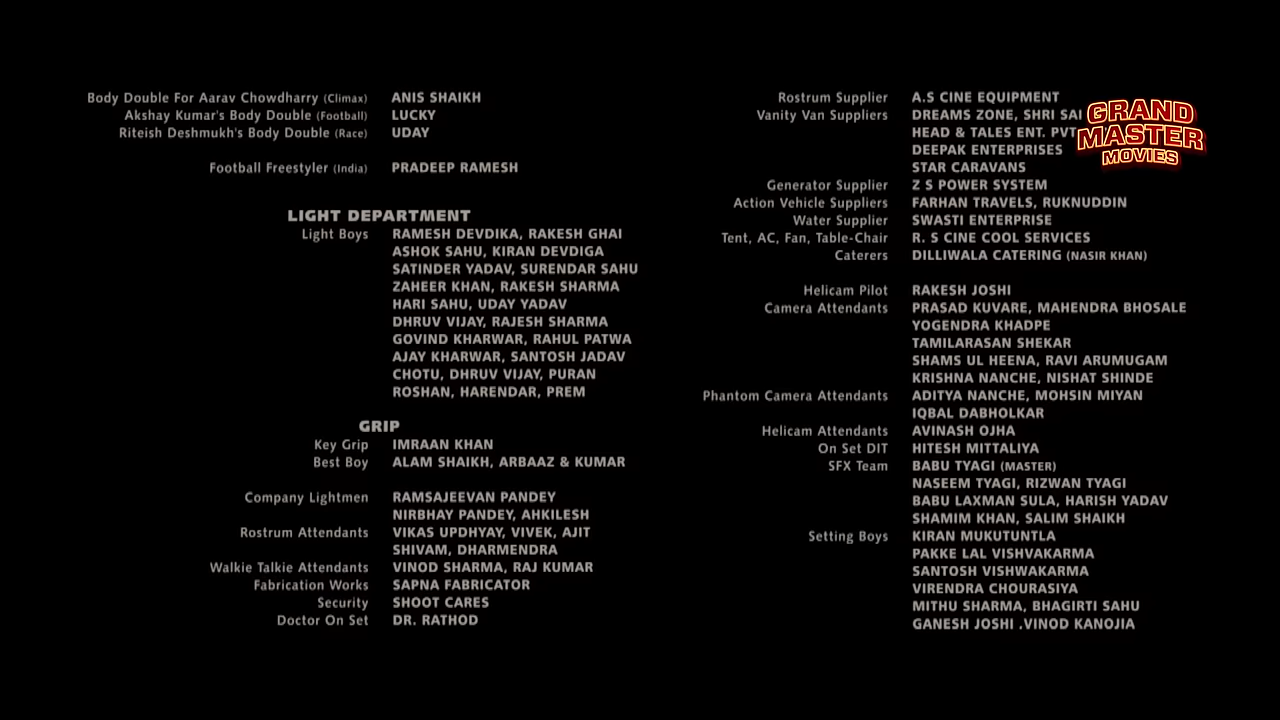 Body Double For Aarav Chowdharry (Climax) ANIS SHAIKH
Akshay Kumar's Body Double (Football) LUCKY
Riteish Deshmukh's Body Double (Race) UDAY
Football Freestyler (India) PRADEEP RAMESH
LIGHT DEPARTMENT
Light Boys RAMESH DEVDIKA, RAKESH GHAI
ASHOK SAHU, KIRAN DEVDIGA
SATINDER YADAV, SURENDAR SAHU
ZAHEER KHAN, RAKESH SHARMA
HARI SAHU, UDAY YADAV
DHRUV VIJAY, RAJESH SHARMA
GOVIND KHARWAR, RAHUL PATWA
AJAY KHARWAR, SANTOSH JADAV
CHOTU, DHRUV VIJAY, PURAN
ROSHAN, HARENDAR, PREM
GRIP
Key Grip IMRAAN KHAN
Best Boy ALAM SHAIKH, ARBAAZ & KUMAR
Company Lightmen RAMSAJEEVAN PANDEY
NIRBHAY PANDEY, AHKILESH
Rostrum Attendants VIKAS UPDHYAY, VIVEK, AJIT
SHIVAM, DHARMENDRA
Walkie Talkie Attendants VINOD SHARMA, RAJ KUMAR
Fabrication Works SAPNA FABRICATOR
Security SHOOT CARES
Doctor On Set DR. RATHOD
Rostrum Supplier A.S CINE EQUIPMENT
Vanity Van Suppliers DREAMS ZONE, SHRI SAI
HEAD & TALES ENT. PVT
DEEPAK ENTERPRISES
STAR CARAVANS
Generator Supplier Z S POWER SYSTEM
Action Vehicle Suppliers FARHAN TRAVELS, RUKNUDDIN
Water Supplier SWASTI ENTERPRISE
Tent, AC, Fan, Table-Chair R. S CINE COOL SERVICES
Caterers DILLIWALA CATERING (NASIR KHAN)
Helicam Pilot RAKESH JOSHI
Camera Attendants PRASAD KUVARE, MAHENDRA BHOSALE
YOGENDRA KHADPE
TAMILARASAN SHEKAR
SHAMS UL HEENA, RAVI ARUMUGAM
KRISHNA NANCHE, NISHAT SHINDE
Phantom Camera Attendants ADITYA NANCHE, MOHSIN MIYAN
IQBAL DABHOLKAR
Helicam Attendants AVINASH OJHA
On Set DIT HITESH MITTALIYA
SFX Team BABU TYAGI (MASTER)
NASEEM TYAGI, RIZWAN TYAGI
BABU LAXMAN SULA, HARISH YADAV
SHAMIM KHAN, SALIM SHAIKH
Setting Boys KIRAN MUKUTUNTLA
PAKKE LAL VISHVAKARMA
SANTOSH VISHWAKARMA
VIRENDRA CHOURASIYA
MITHU SHARMA, BHAGIRTI SAHU
GANESH JOSHI .VINOD KANOJIA
GRAND
MASTER
MOVIES